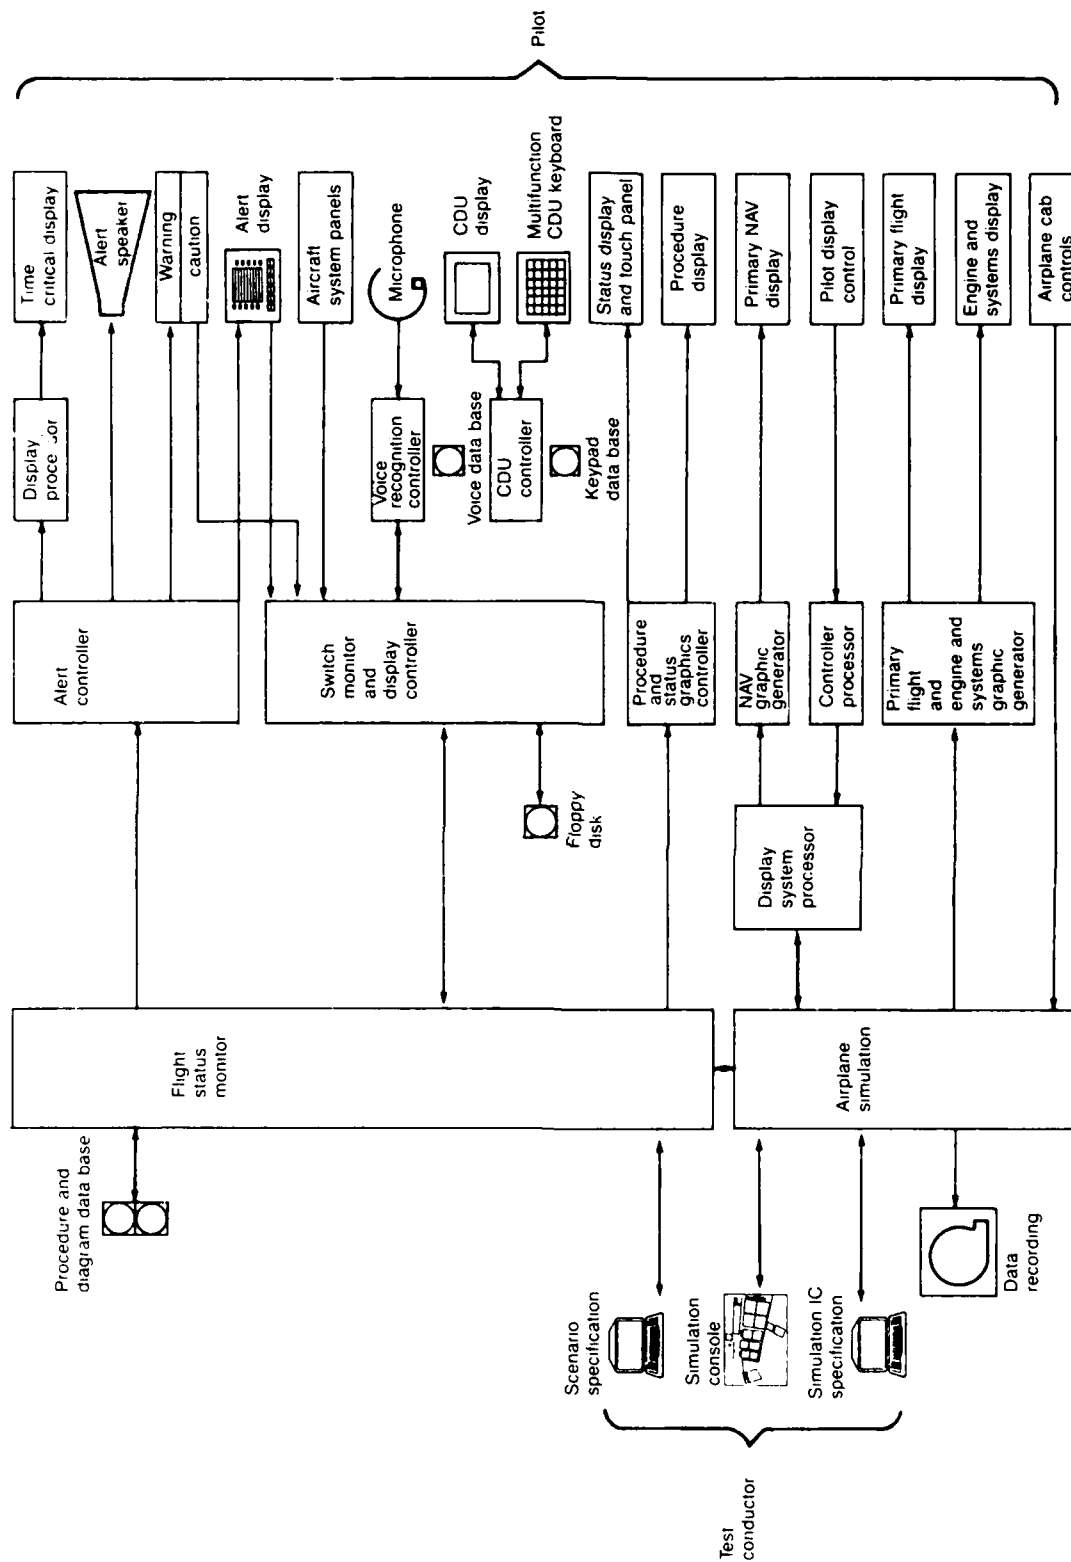 Pilot
Time
critical display
Alert
speaker
Warning
caution
Alert
display
Aircraft
system panels
Microphone
CDU
display
Multifunction
CDU keyboard
Status display
and touch panel
Procedure
display
Primary NAV
display
Pilot display
control
Primary flight
display
Engine and
systems display
Airplane cab
controls
Display
Voice
recognition
controller
Voice data base
CDU
controller
Keypad
data base
Alert
controller
Switch
monitor
and display
controller
Procedure
and
status
graphics
controller
NAV
graphic
generator
Controller
processor
Primary
flight
and
engine and
systems
graphic
generator
Floppy
disk
Display
system
processor
Flight
status
monitor
Airplane
simulation
Procedure and
diagram data base
Scenario
specification
Simulation
console
Simulation IC
specification
Data
recording
Test
conductor